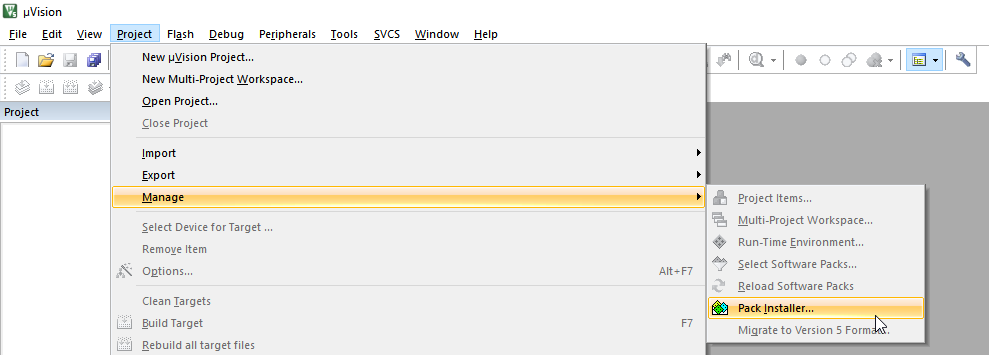 µVision
File Edit View Project Flash Debug Peripherals Tools SVCS Window Help
New µVision Project...
New Multi-Project Workspace...
Open Project...
Project
Close Project
Import
Export
Manage
Project Items...
Multi-Project Workspace...
Select Device for Target ...
Run-Time Environment...
Remove Item
Select Software Packs...
Options... Alt+F7
Reload Software Packs
Clean Targets
Pack Installer...
Build Target F7
Migrate to Version 5 Format...
Rebuild all target files